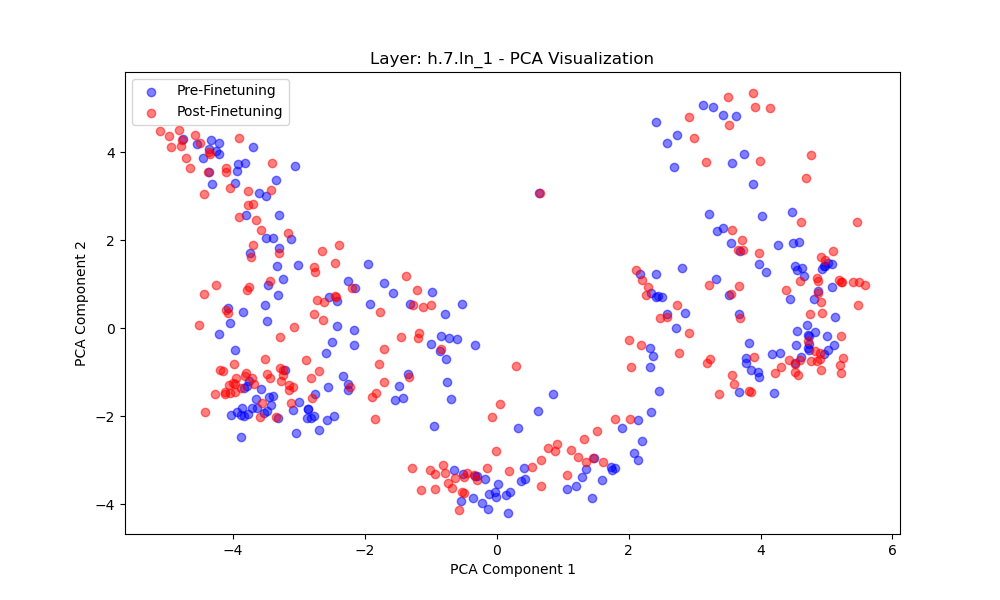 Layer: h.7.ln_1 - PCA Visualization
Pre-Finetuning
Post-Finetuning
PCA Component 2
4
2
0
−2
−4
−4
−2
0
2
4
6
PCA Component 1